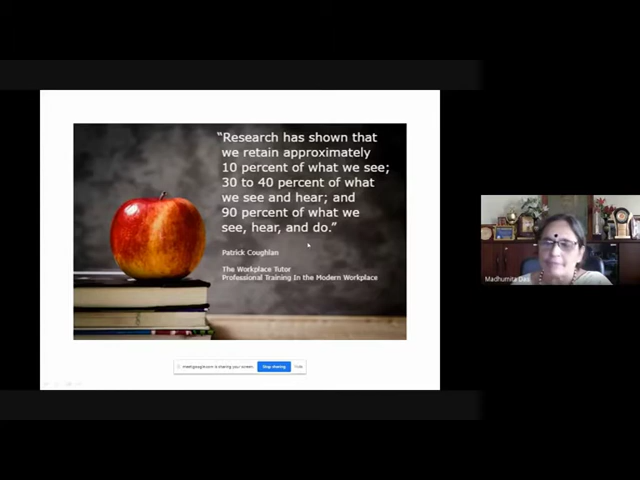 “Research has shown that
we retain approximately
10 percent of what we see;
30 to 40 percent of what
we see and hear; and
90 percent of what we
see, hear, and do.”
Patrick Coughlan
The Workplace Tutor
Professional Training In the Modern Workplace
meet.google.com is sharing your screen.
Stop sharing
Hide
Madhumita Das